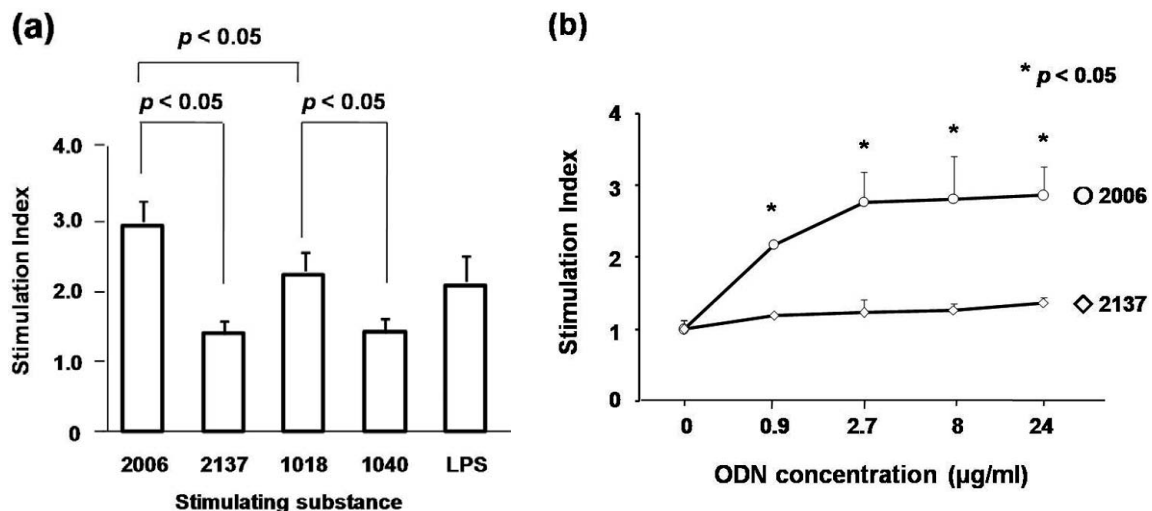 (a)
p < 0.05
p < 0.05
p < 0.05
Stimulation Index
4.0
3.0
2.0
1.0
0
2006 2137 1018 1040 LPS
Stimulating substance
(b)
* p < 0.05
Stimulation Index
4
3
2
1
0
* * * *
2006
2137
0 0.9 2.7 8 24
ODN concentration (µg/ml)